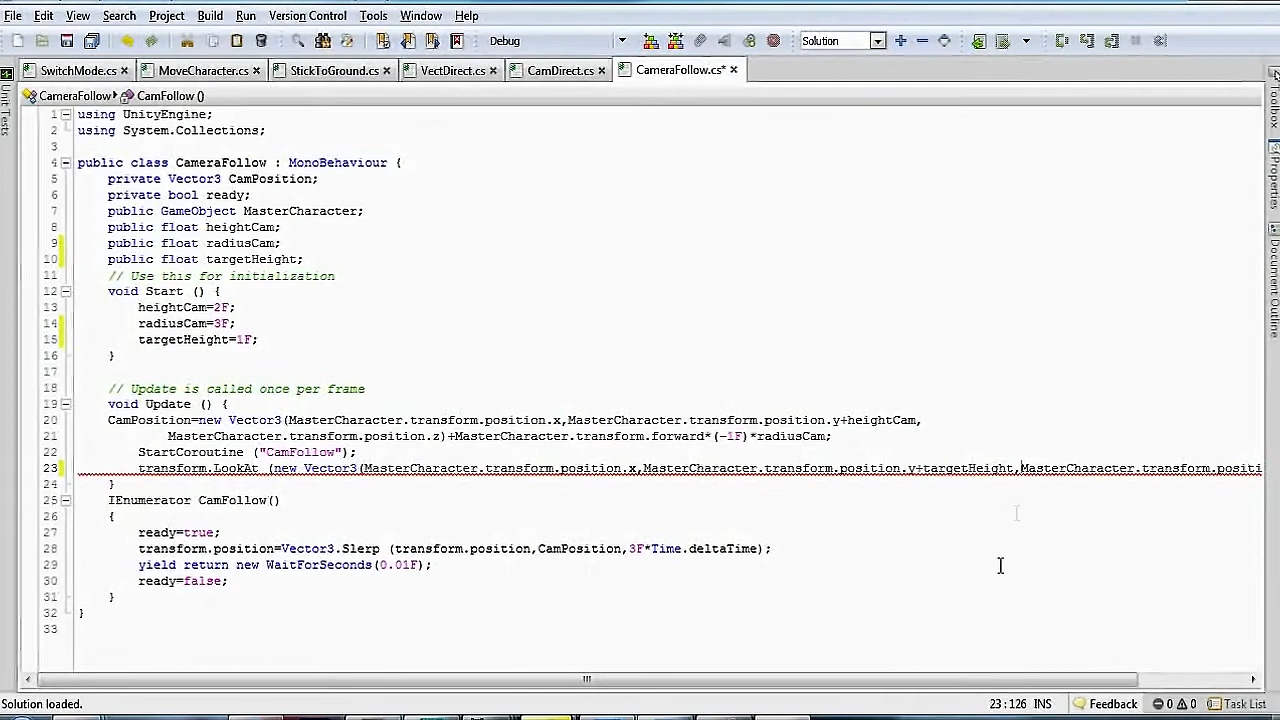 File Edit View Search Project Build Run Version Control Tools Window Help
Debug Solution
SwitchMode.cs MoveCharacter.cs StickToGround.cs VectDirect.cs CamDirect.cs CameraFollow.cs*
CameraFollow CamFollow ()
1 using UnityEngine;
2 using System.Collections;
3
4 public class CameraFollow : MonoBehaviour {
5 private Vector3 CamPosition;
6 private bool ready;
7 public GameObject MasterCharacter;
8 public float heightCam;
9 public float radiusCam;
10 public float targetHeight;
11 // Use this for initialization
12 void Start () {
13 heightCam=2F;
14 radiusCam=3F;
15 targetHeight=1F;
16 }
17
18 // Update is called once per frame
19 void Update () {
20 CamPosition=new Vector3(MasterCharacter.transform.position.x,MasterCharacter.transform.position.y+heightCam,
21 MasterCharacter.transform.position.z)+MasterCharacter.transform.forward*(-1F)*radiusCam;
22 StartCoroutine ("CamFollow");
23 transform.LookAt (new Vector3(MasterCharacter.transform.position.x,MasterCharacter.transform.position.y+targetHeight,MasterCharacter.transform.positi
24 }
25 IEnumerator CamFollow()
26 {
27 ready=true;
28 transform.position=Vector3.Slerp (transform.position,CamPosition,3F*Time.deltaTime);
29 yield return new WaitForSeconds(0.01F);
30 ready=false;
31 }
32 }
33
Unit Tests
Toolbox
Properties
Document Outline
Solution loaded. 23:126 INS Feedback 0 0 Task List